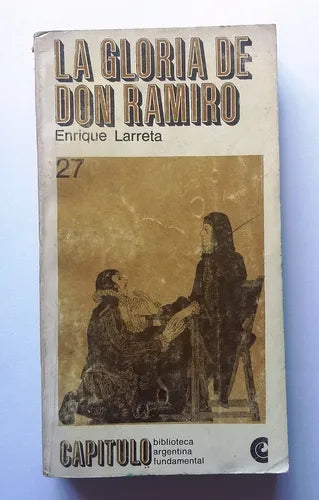 LA GLORIA DE
DON RAMIRO
Enrique Larreta
27
CAPITULO
biblioteca
argentina
fundamental